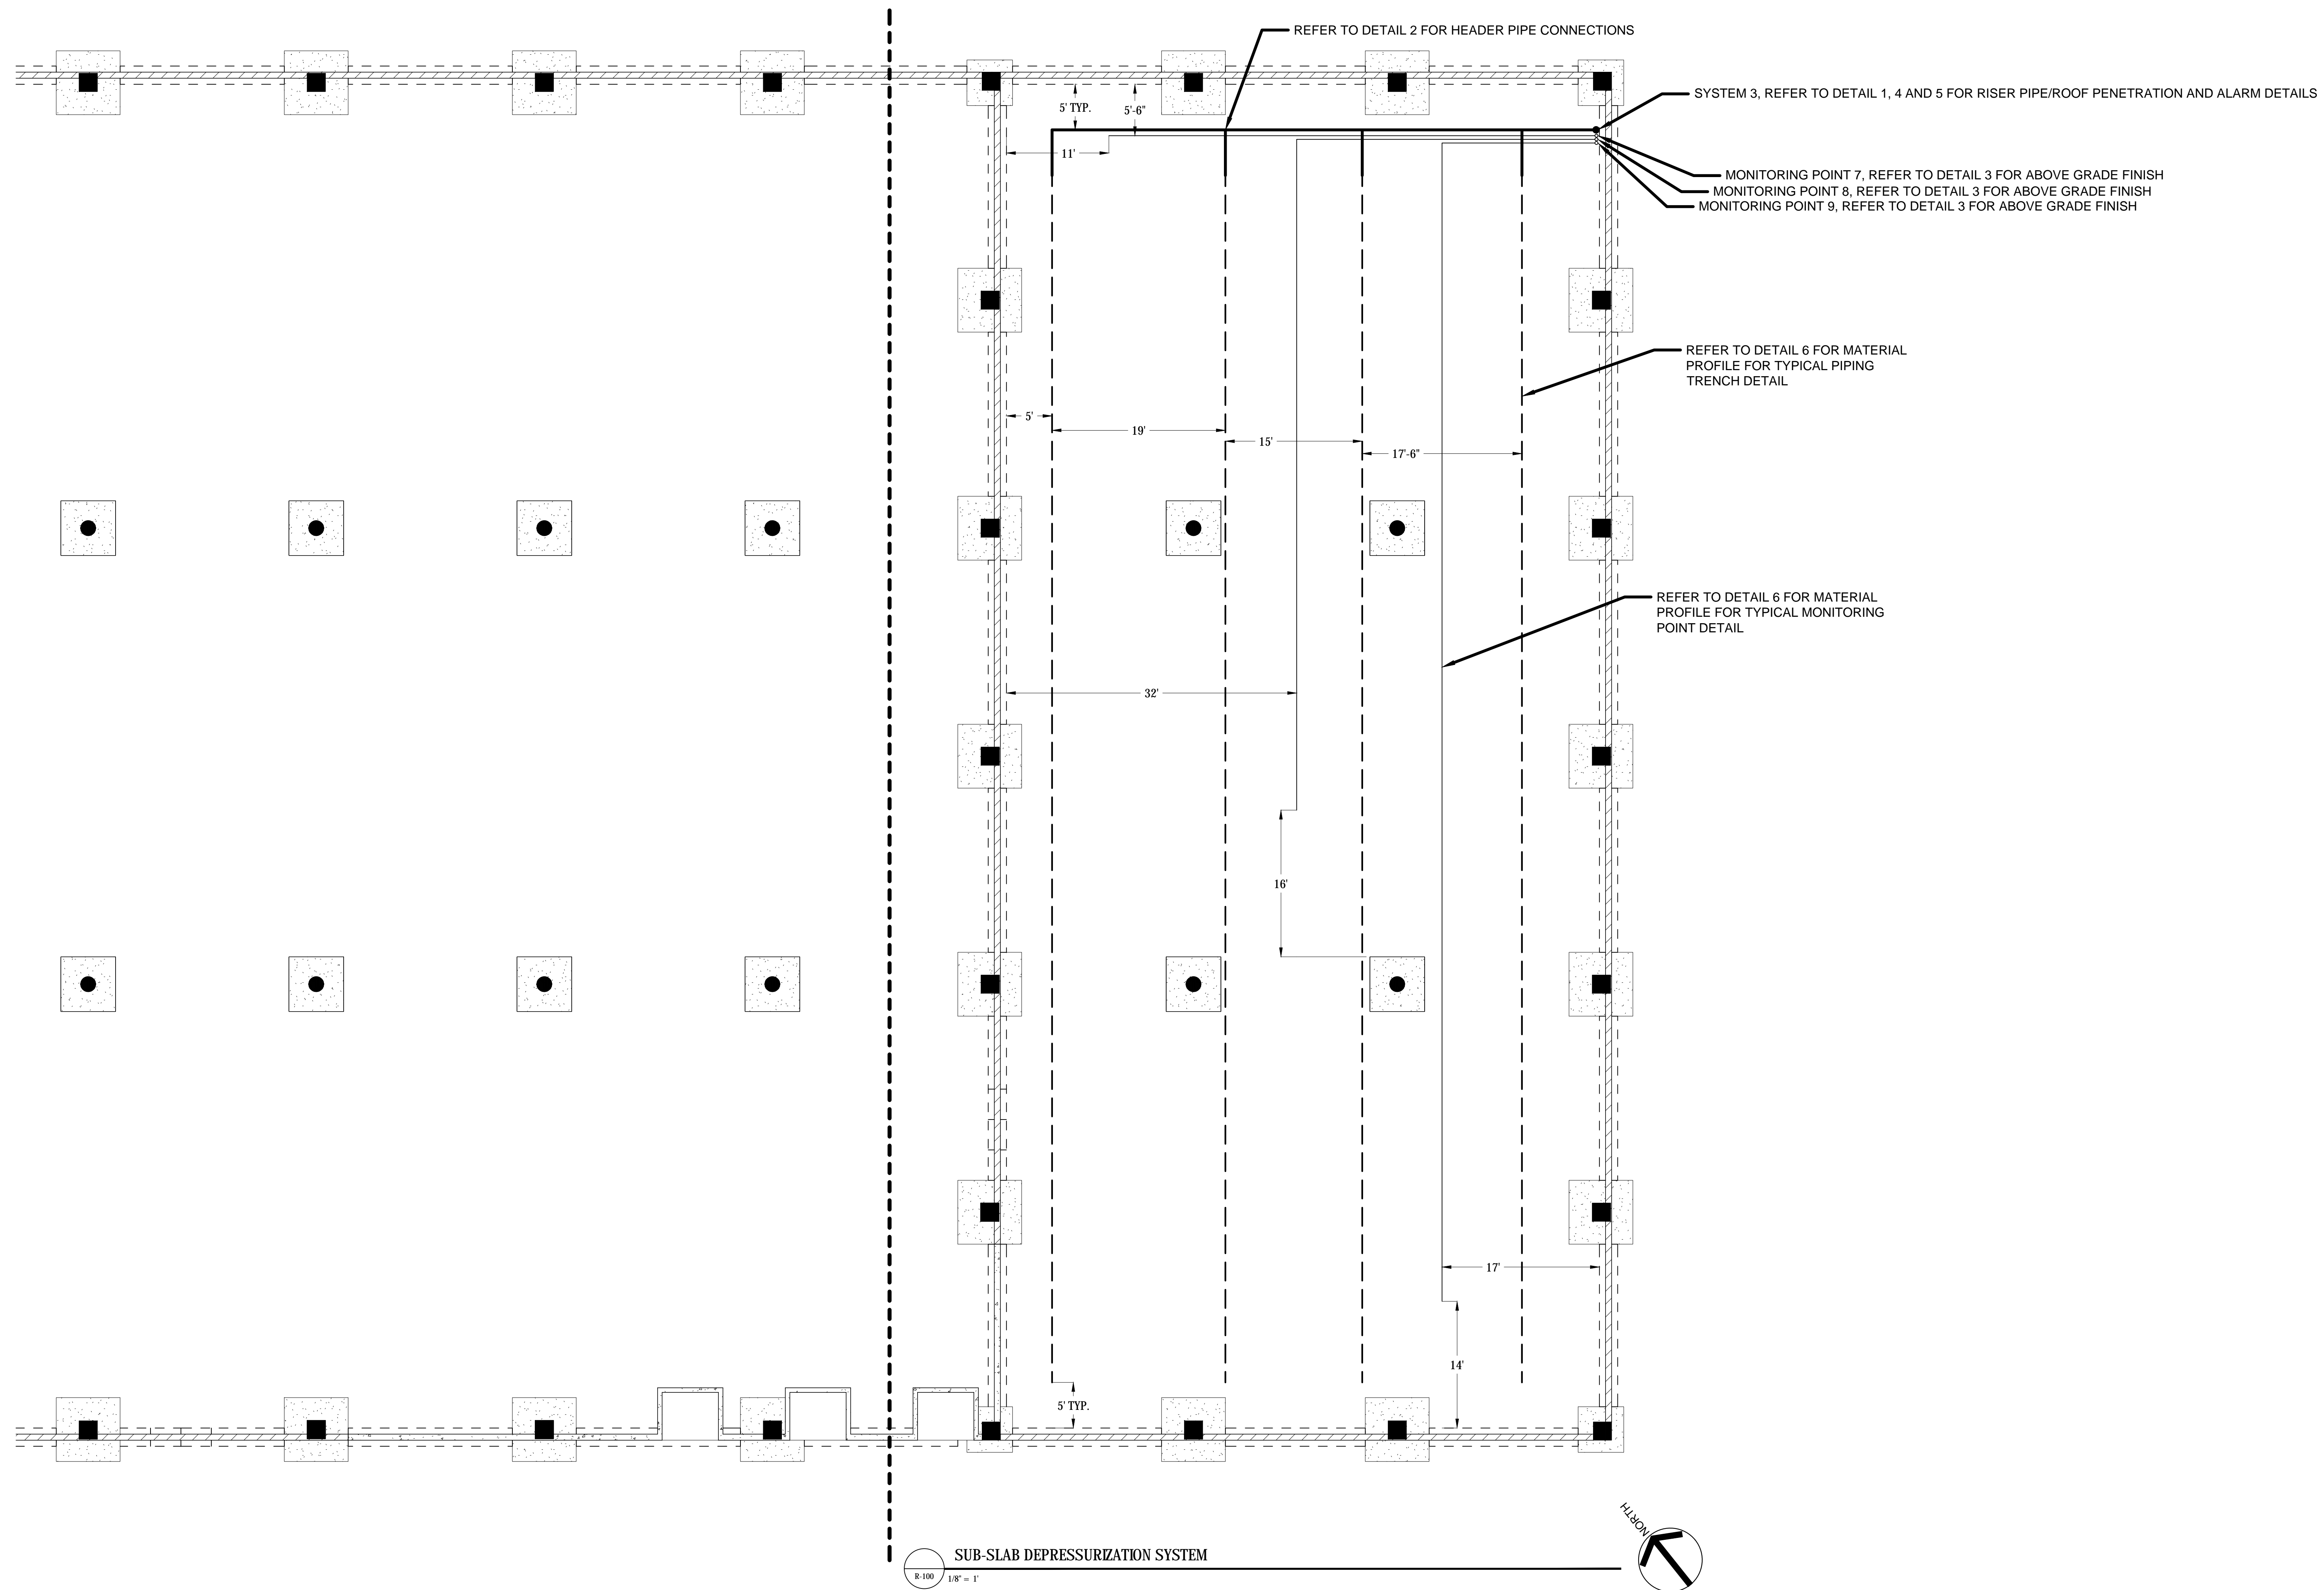 REFER TO DETAIL 2 FOR HEADER PIPE CONNECTIONS
SYSTEM 3, REFER TO DETAIL 1, 4 AND 5 FOR RISER PIPE/ROOF PENETRATION AND ALARM DETAILS
5' TYP.
5'-6"
11'
MONITORING POINT 7, REFER TO DETAIL 3 FOR ABOVE GRADE FINISH
MONITORING POINT 8, REFER TO DETAIL 3 FOR ABOVE GRADE FINISH
MONITORING POINT 9, REFER TO DETAIL 3 FOR ABOVE GRADE FINISH
REFER TO DETAIL 6 FOR MATERIAL
PROFILE FOR TYPICAL PIPING
TRENCH DETAIL
5'
19'
15'
17'-6"
REFER TO DETAIL 6 FOR MATERIAL
PROFILE FOR TYPICAL MONITORING
POINT DETAIL
32'
16'
17'
14'
5' TYP.
NORTH
SUB-SLAB DEPRESSURIZATION SYSTEM
R-100
1/8" = 1'